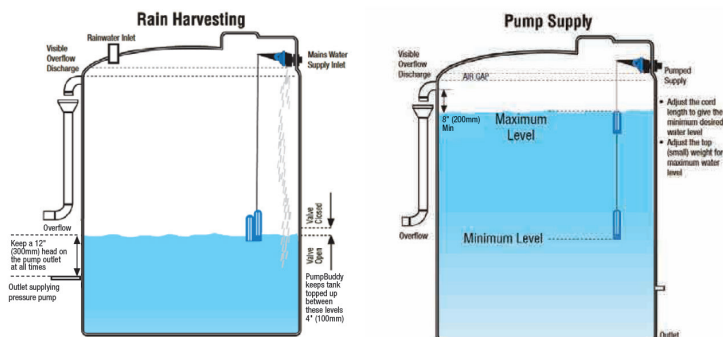 Rain Harvesting
Rainwater Inlet
Visible
Overflow
Discharge
Mains Water
Supply Inlet
Overflow
Keep a 12"
(300mm) head on
the pump outlet
at all times
Outlet supplying
pressure pump
Valve
Closed
Valve
Open
PumpBuddy
keeps tank
topped up
between
these levels
4" (100mm)
Pump Supply
Visible
Overflow
Discharge
AIR GAP
Pumped
Supply
8" (200mm)
Min
Maximum
Level
• Adjust the cord
length to give the
minimum desired
water level
• Adjust the top
(small) weight for
maximum water
level
Overflow
Minimum Level
Outlet